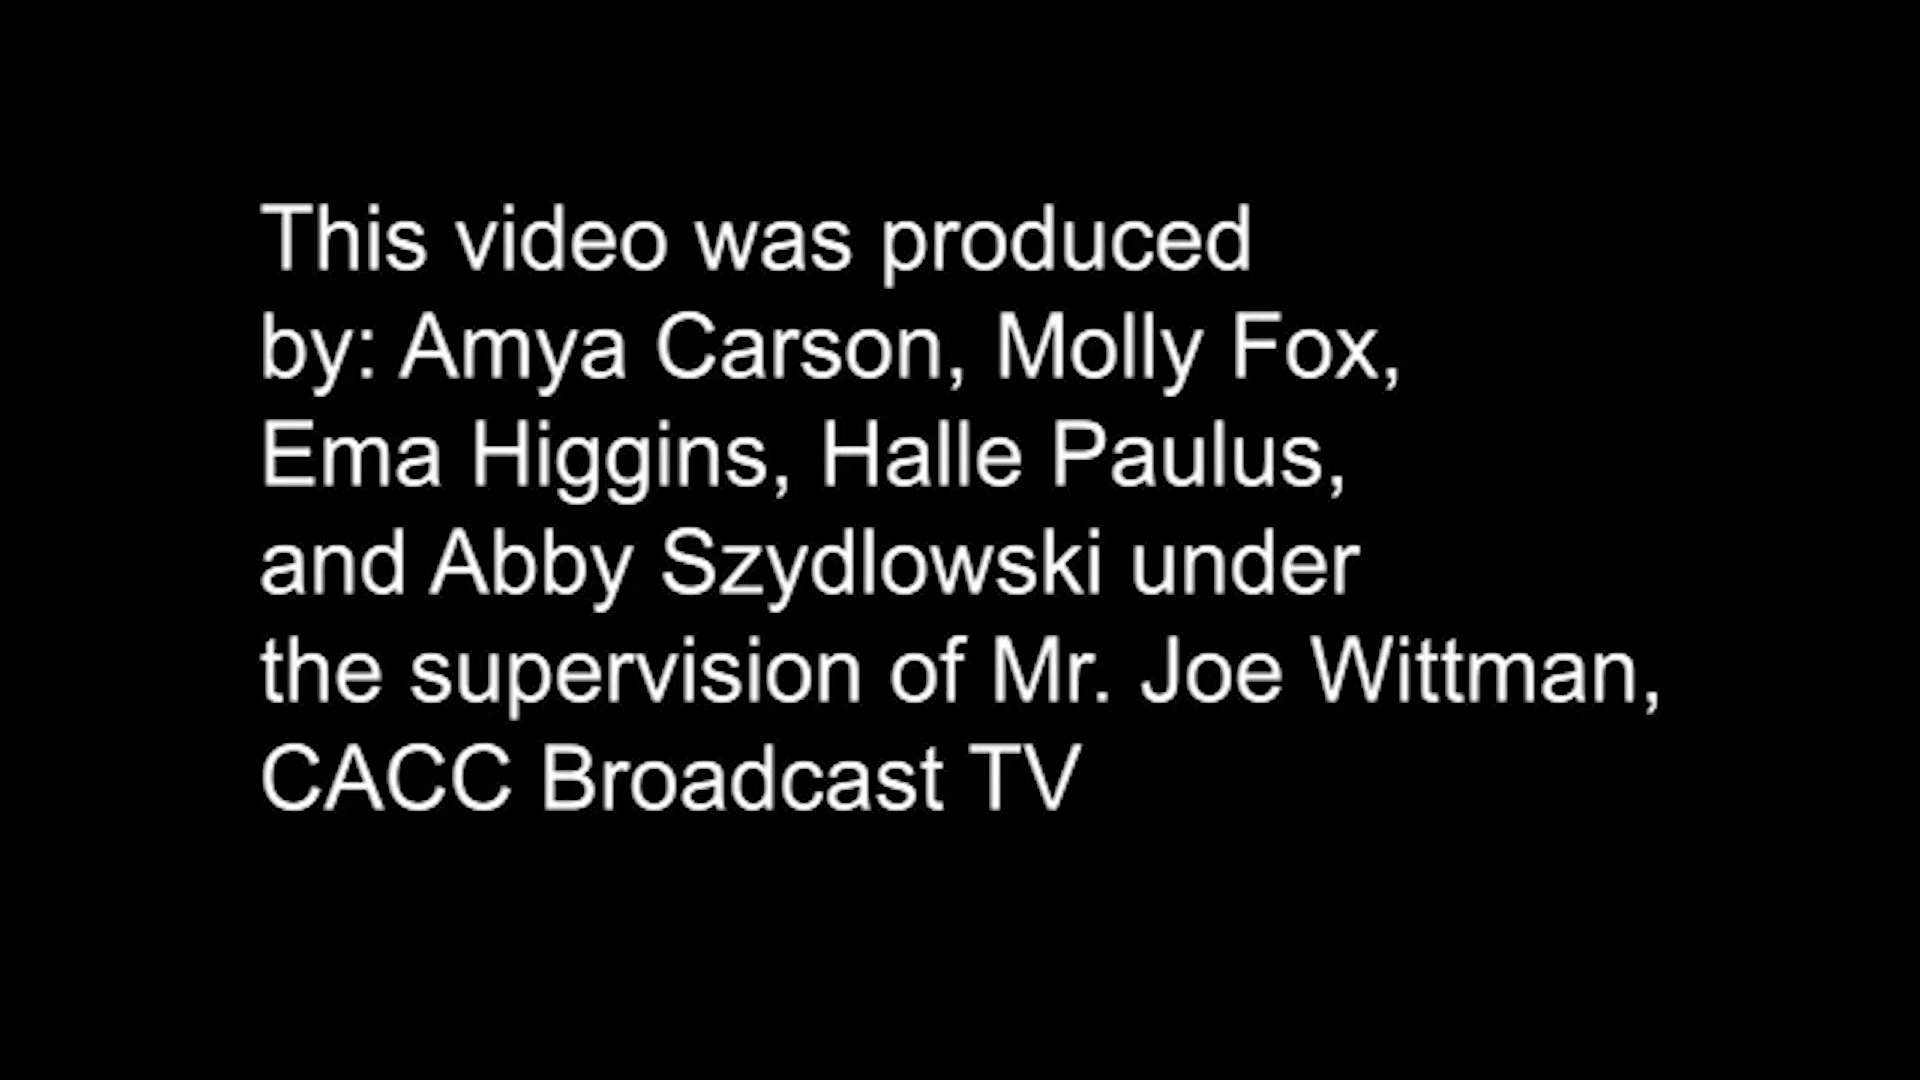 This video was produced
by: Amya Carson, Molly Fox,
Ema Higgins, Halle Paulus,
and Abby Szydlowski under
the supervision of Mr. Joe Wittman,
CACC Broadcast TV